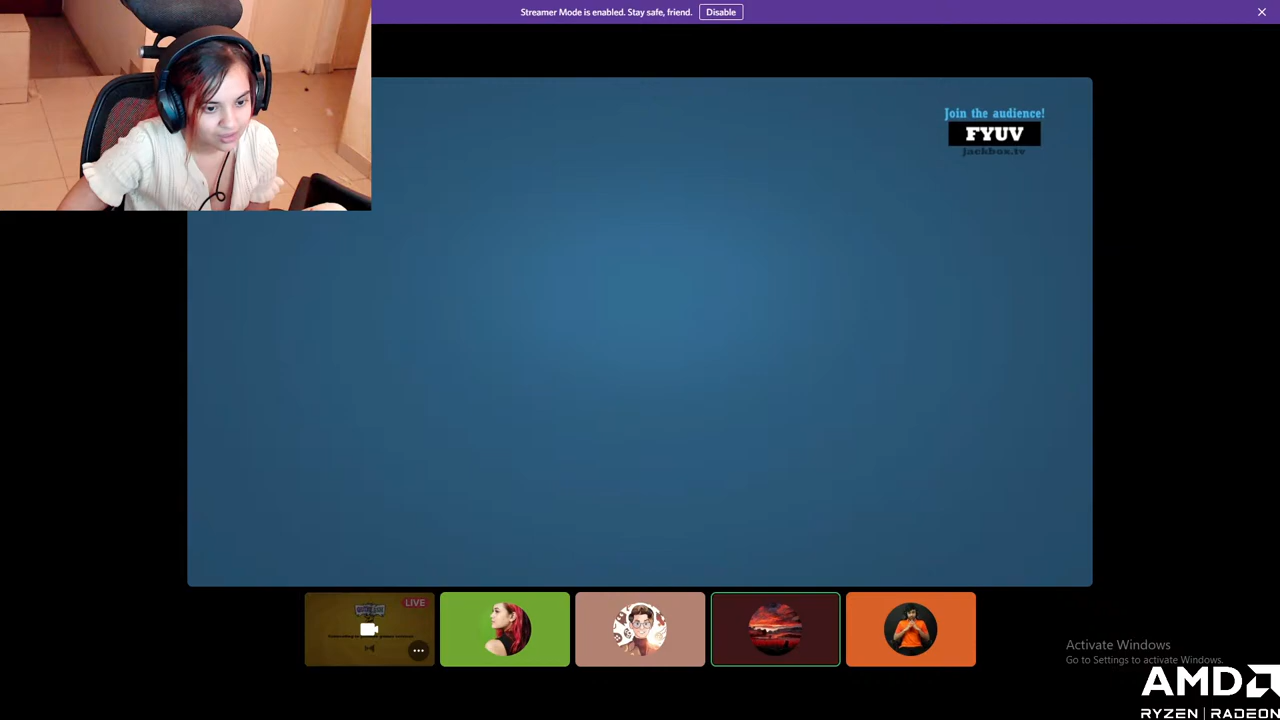 Streamer Mode is enabled. Stay safe, friend.
Disable
Join the audience!
FYUV
jackbox.tv
LIVE
Activate Windows
Go to Settings to activate Windows.
AMD
RYZEN | RADEON